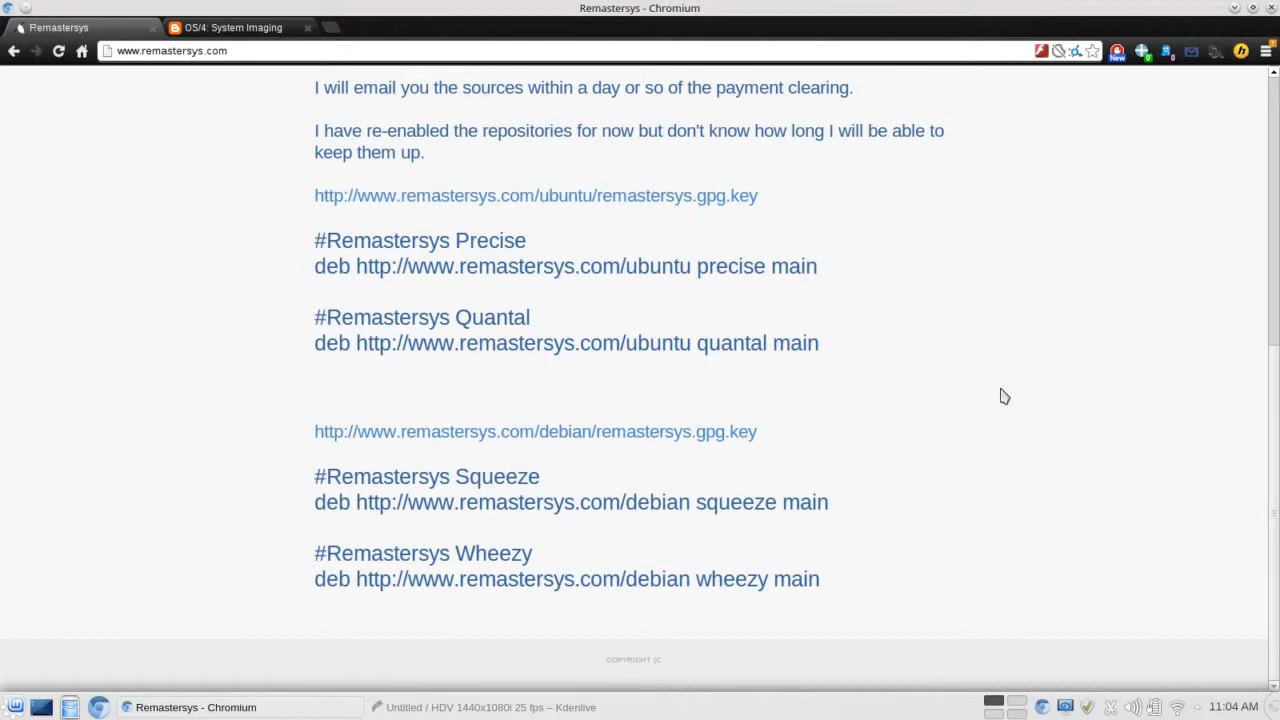 Remastersys - Chromium
Remastersys
OS/4: System Imaging
www.remastersys.com
New
0
0
I will email you the sources within a day or so of the payment clearing.
I have re-enabled the repositories for now but don't know how long I will be able to
keep them up.
http://www.remastersys.com/ubuntu/remastersys.gpg.key
#Remastersys Precise
deb http://www.remastersys.com/ubuntu precise main
#Remastersys Quantal
deb http://www.remastersys.com/ubuntu quantal main
http://www.remastersys.com/debian/remastersys.gpg.key
#Remastersys Squeeze
deb http://www.remastersys.com/debian squeeze main
#Remastersys Wheezy
deb http://www.remastersys.com/debian wheezy main
COPYRIGHT (C
Remastersys - Chromium
Untitled / HDV 1440x1080i 25 fps – Kdenlive
11:04 AM